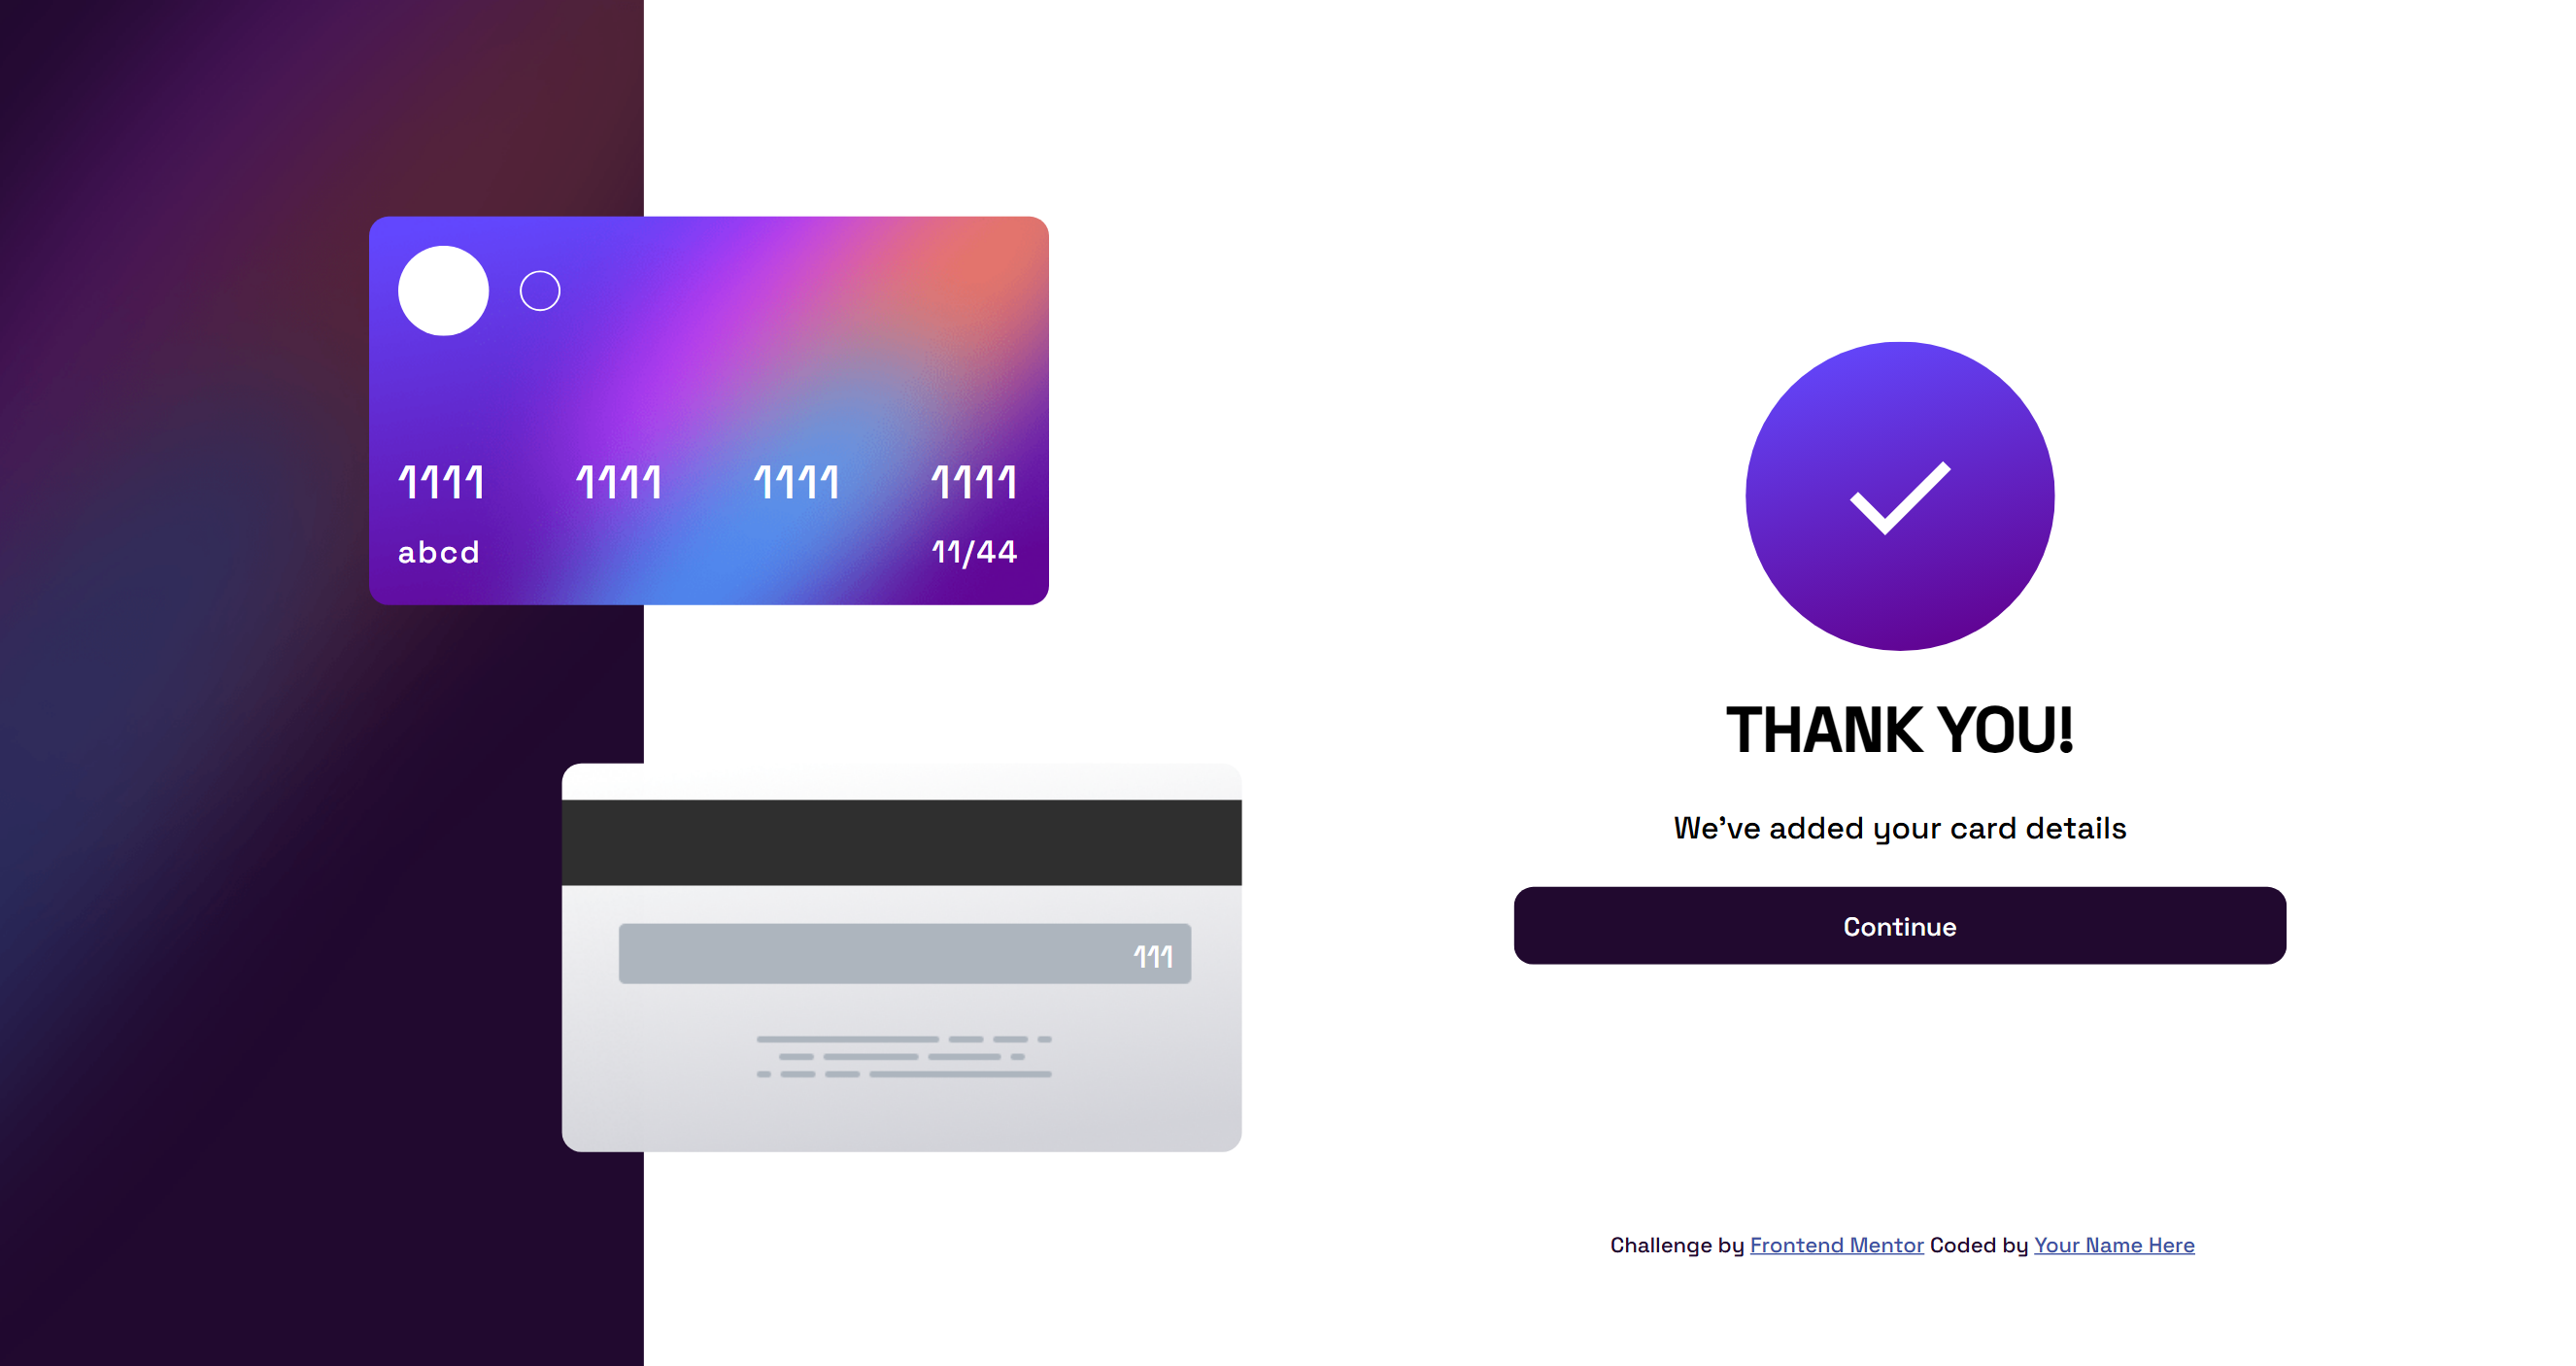 1111 1111 1111 1111
abcd 11/44
111
THANK YOU!
We've added your card details
Continue
Challenge by Frontend Mentor Coded by Your Name Here